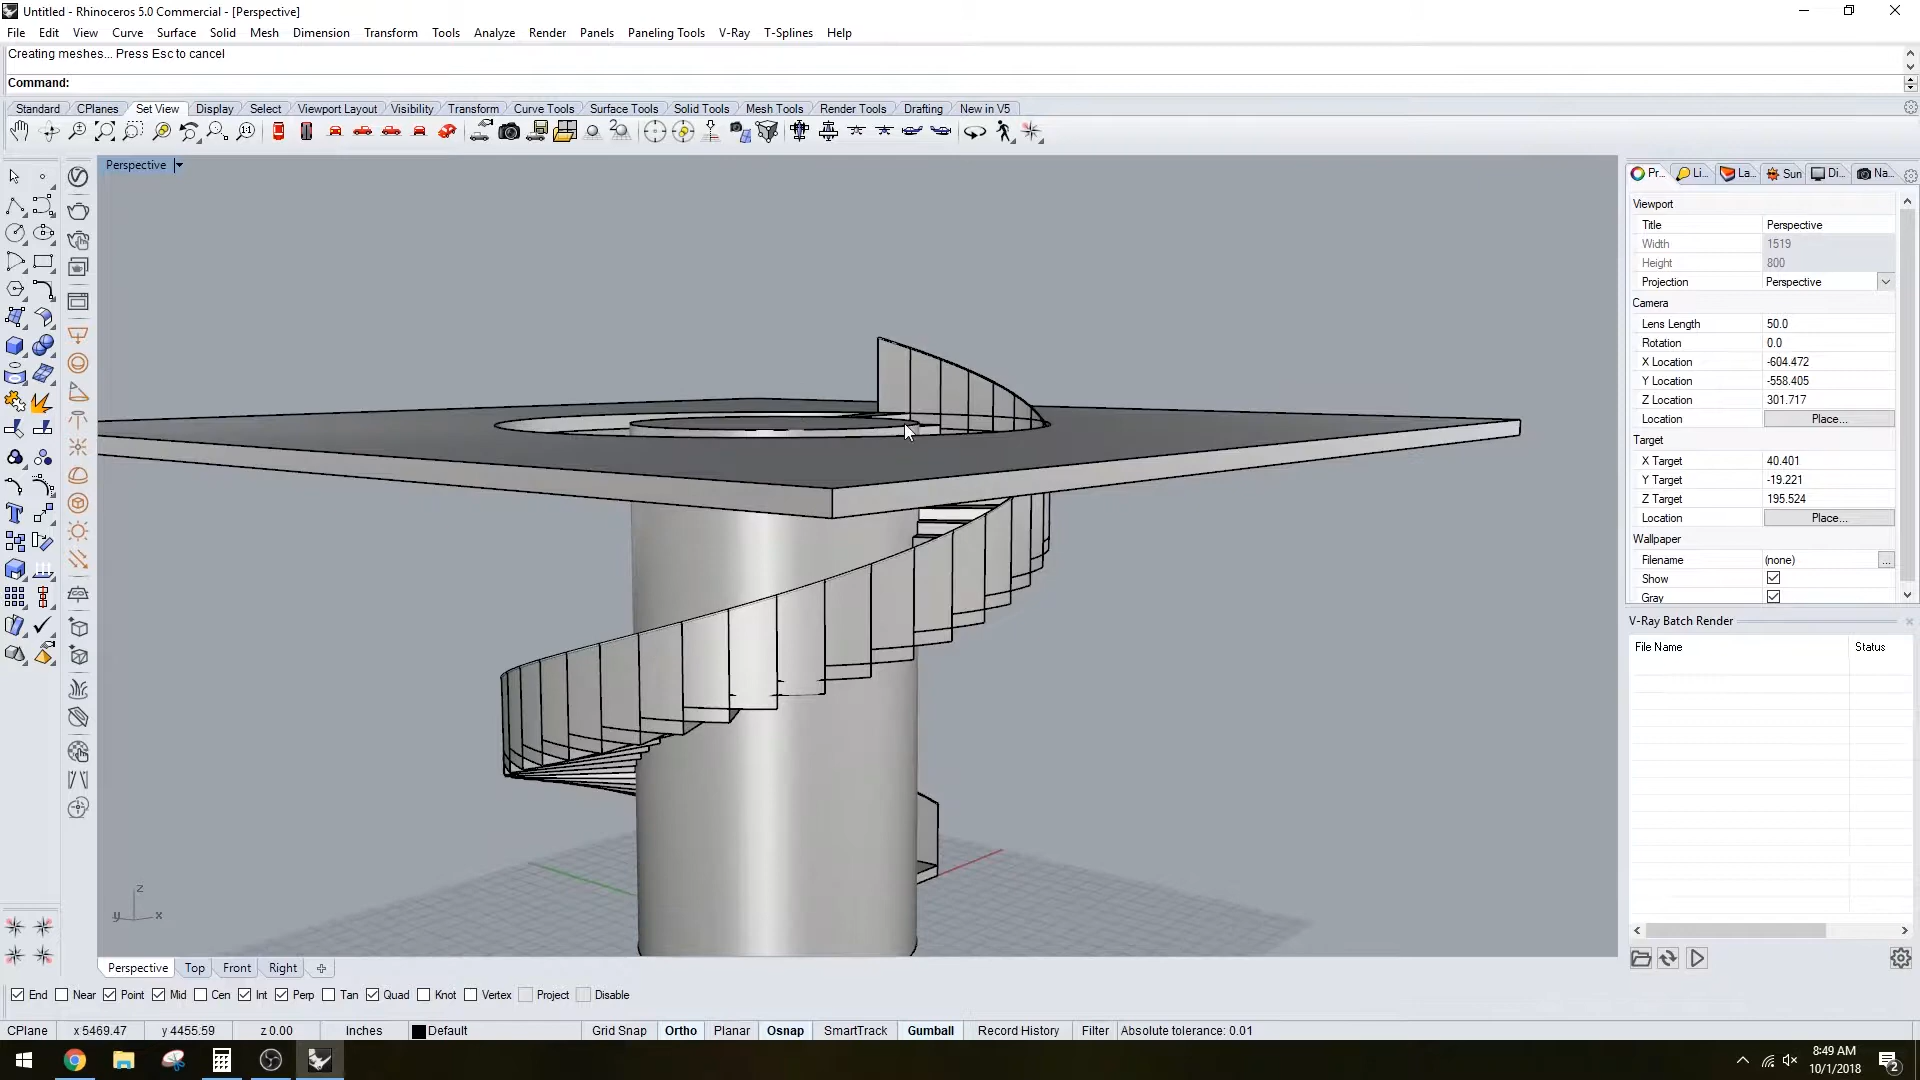 Untitled - Rhinoceros 5.0 Commercial - [Perspective]
File Edit View Curve Surface Solid Mesh Dimension Transform Tools Analyze Render Panels Paneling Tools V-Ray T-Splines Help
Creating meshes... Press Esc to cancel
Command:
Standard CPlanes Set View Display Select Viewport Layout Visibility Transform Curve Tools Surface Tools Solid Tools Mesh Tools Render Tools Drafting New in V5
Perspective
Pr... Li... La... Sun Di... Na...
Viewport
Title Perspective
Width 1519
Height 800
Projection Perspective
Camera
Lens Length 50.0
Rotation 0.0
X Location -604.472
Y Location -558.405
Z Location 301.717
Location Place...
Target
X Target 40.401
Y Target -19.221
Z Target 195.524
Location Place...
Wallpaper
Filename (none) ...
Show
Gray
V-Ray Batch Render
File Name Status
z
y x
Perspective Top Front Right
End Near Point Mid Cen Int Perp Tan Quad Knot Vertex Project Disable
CPlane x 5469.47 y 4455.59 z 0.00 Inches Default Grid Snap Ortho Planar Osnap SmartTrack Gumball Record History Filter Absolute tolerance: 0.01
8:49 AM
10/1/2018
2